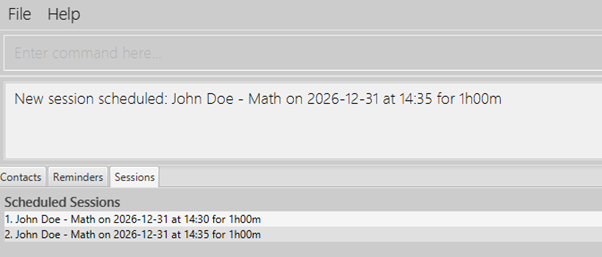 File Help
Enter command here...
New session scheduled: John Doe - Math on 2026-12-31 at 14:35 for 1h00m
Contacts Reminders Sessions
Scheduled Sessions
1. John Doe - Math on 2026-12-31 at 14:30 for 1h00m
2. John Doe - Math on 2026-12-31 at 14:35 for 1h00m